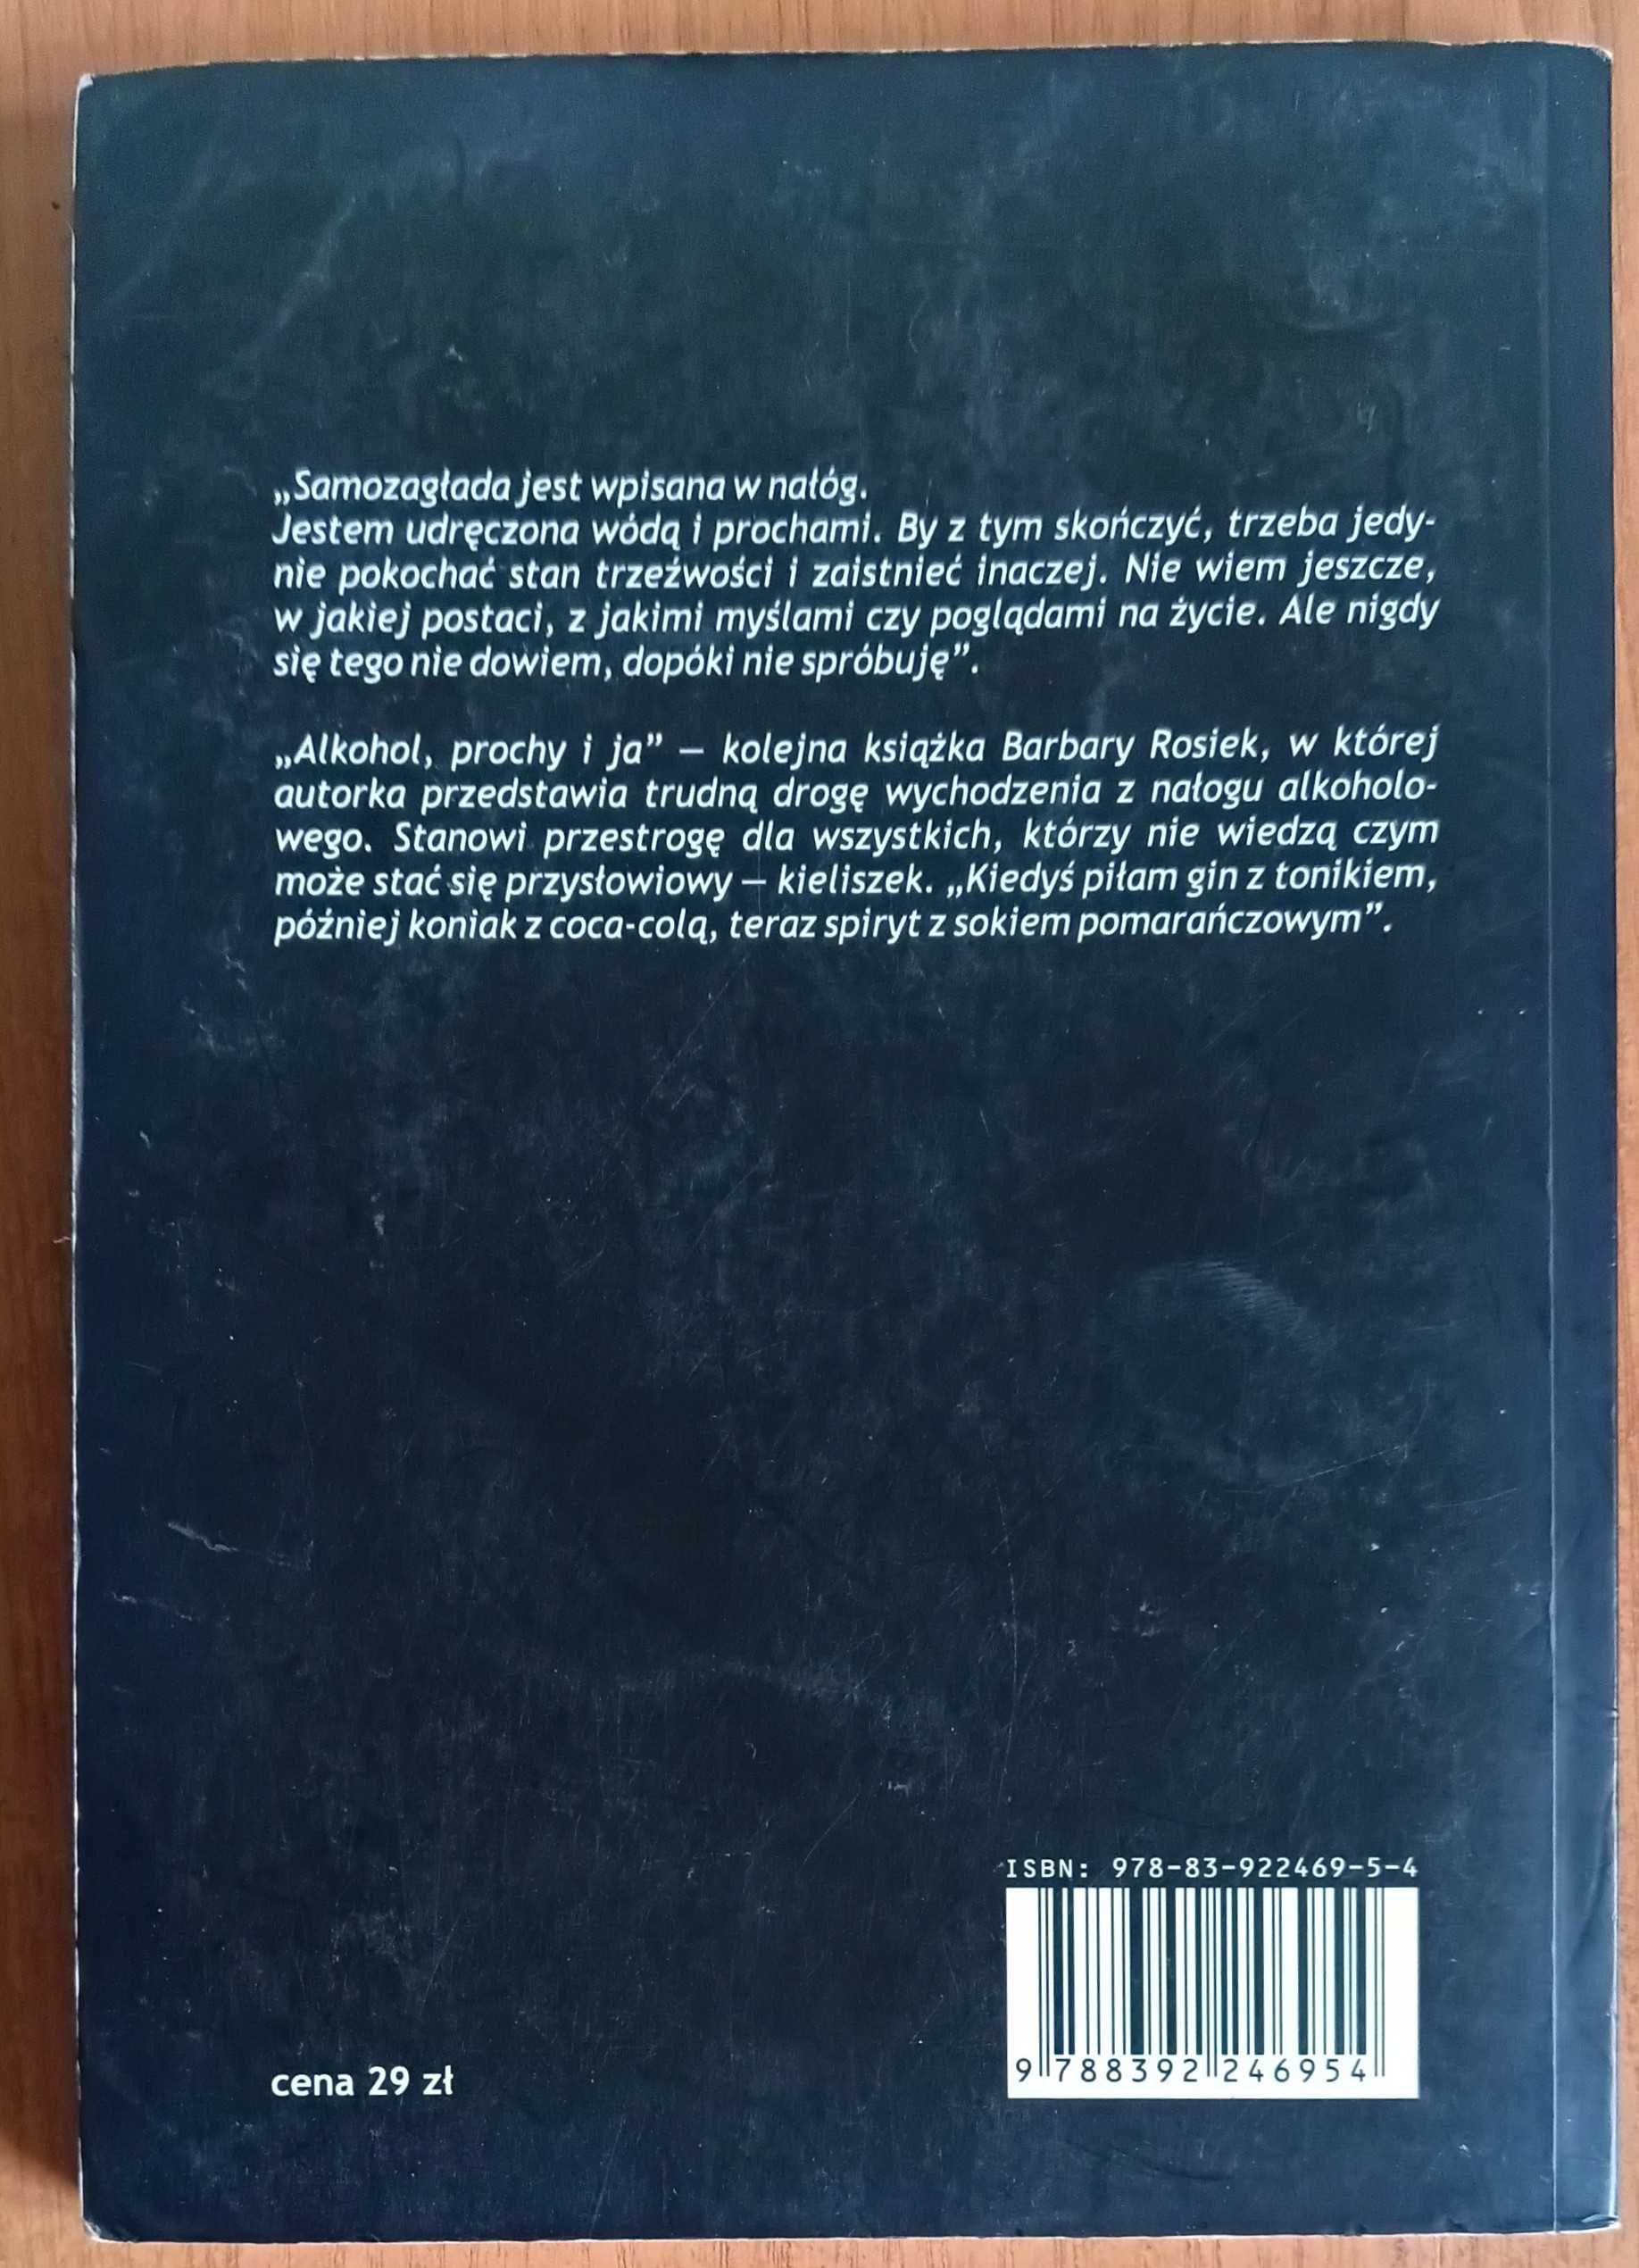 „Samozagłada jest wpisana w nałóg.
Jestem udręczona wódą i prochami. By z tym skończyć, trzeba jedy-
nie pokochać stan trzeźwości i zaistnieć inaczej. Nie wiem jeszcze,
w jakiej postaci, z jakimi myślami czy poglądami na życie. Ale nigdy
się tego nie dowiem, dopóki nie spróbuję”.
„Alkohol, prochy i ja” – kolejna książka Barbary Rosiek, w której
autorka przedstawia trudną drogę wychodzenia z nałogu alkoholo-
wego. Stanowi przestrogę dla wszystkich, którzy nie wiedzą czym
może stać się przysłowiowy – kieliszek. „Kiedyś piłam gin z tonikiem,
później koniak z coca-colą, teraz spiryt z sokiem pomarańczowym”.
ISBN: 978-83-922469-5-4
9 788392 246954
cena 29 zł